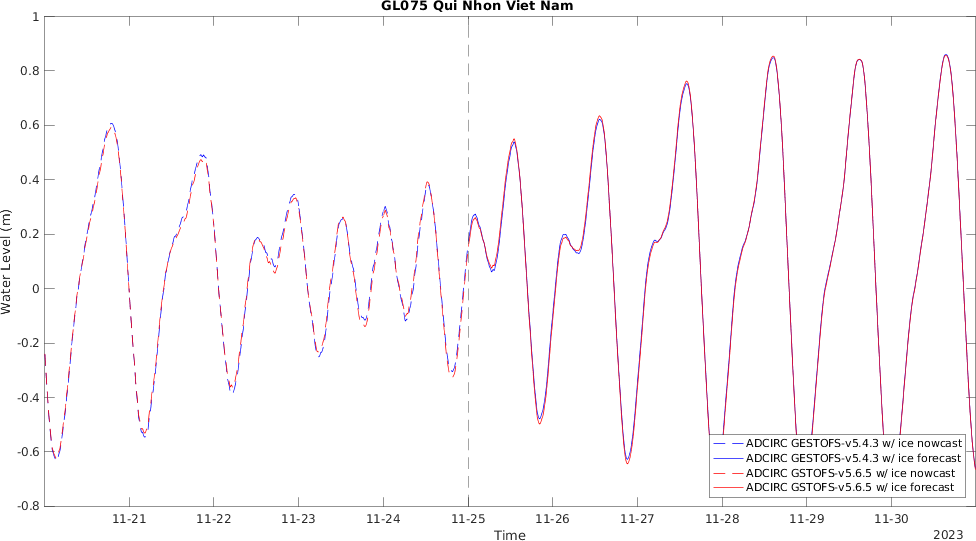 GL075 Qui Nhon Viet Nam
1
0.8
0.6
0.4
0.2
0
-0.2
-0.4
-0.6
-0.8
Water Level (m)
ADCIRC GESTOFS-v5.4.3 w/ ice nowcast
ADCIRC GESTOFS-v5.4.3 w/ ice forecast
ADCIRC GSTOFS-v5.6.5 w/ ice nowcast
ADCIRC GSTOFS-v5.6.5 w/ ice forecast
11-21 11-22 11-23 11-24 11-25 11-26 11-27 11-28 11-29 11-30
Time
2023